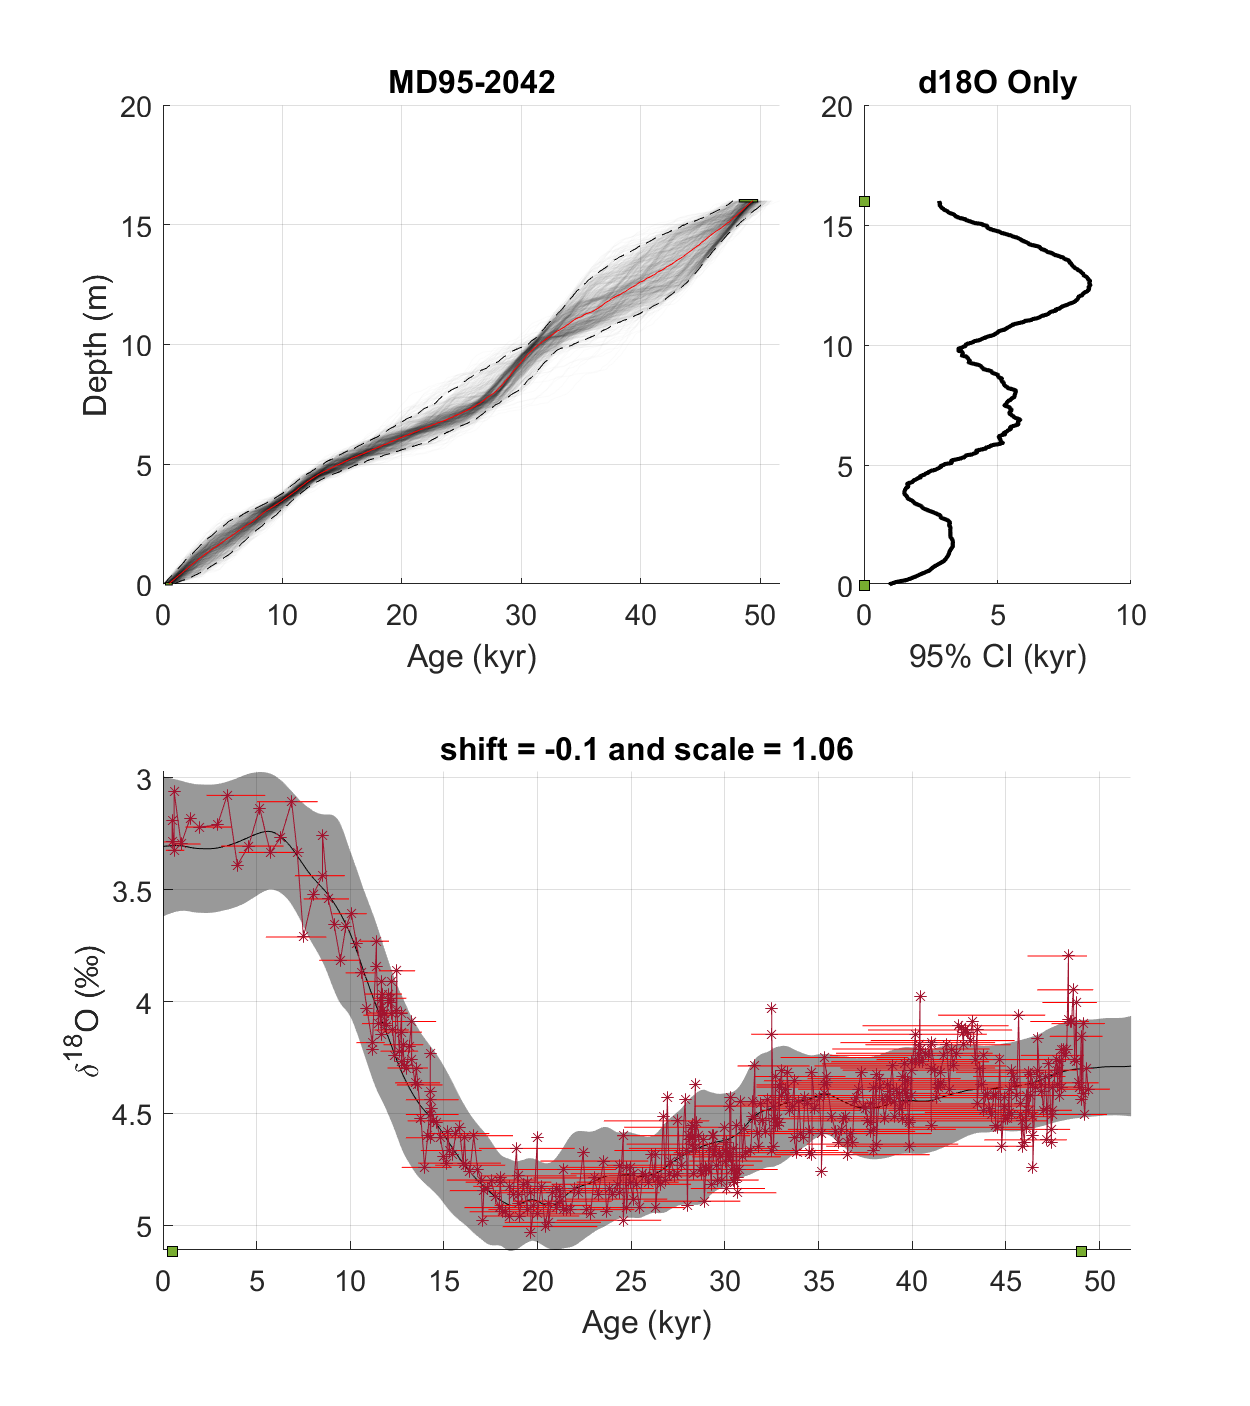 MD95-2042
d18O Only
20
15
10
5
0
0 10 20 30 40 50
Age (kyr)
Depth (m)
20
15
10
5
0
0 5 10
95% CI (kyr)
shift = -0.1 and scale = 1.06
3
3.5
4
4.5
5
0 5 10 15 20 25 30 35 40 45 50
Age (kyr)
δ¹⁸O (‰)